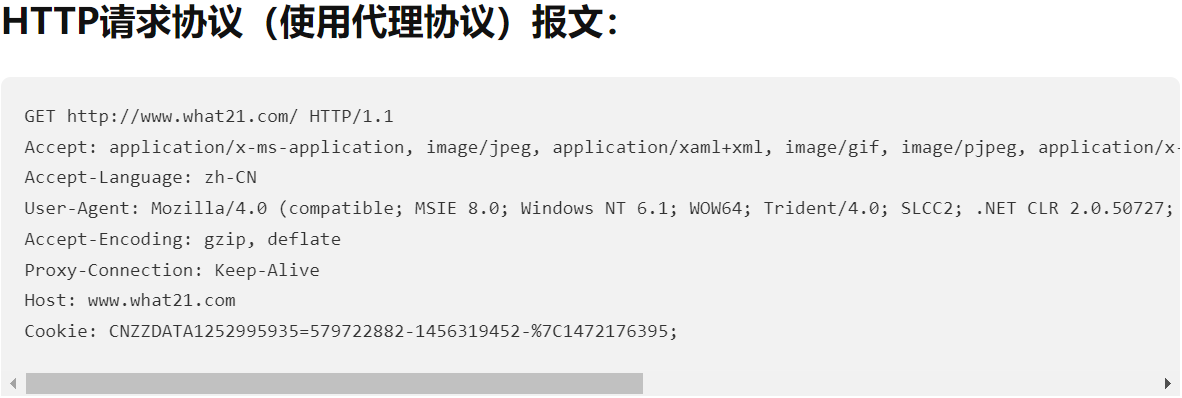 HTTP请求协议（使用代理协议）报文：
GET http://www.what21.com/ HTTP/1.1
Accept: application/x-ms-application, image/jpeg, application/xaml+xml, image/gif, image/pjpeg, application/x-
Accept-Language: zh-CN
User-Agent: Mozilla/4.0 (compatible; MSIE 8.0; Windows NT 6.1; WOW64; Trident/4.0; SLCC2; .NET CLR 2.0.50727;
Accept-Encoding: gzip, deflate
Proxy-Connection: Keep-Alive
Host: www.what21.com
Cookie: CNZZDATA1252995935=579722882-1456319452-%7C1472176395;